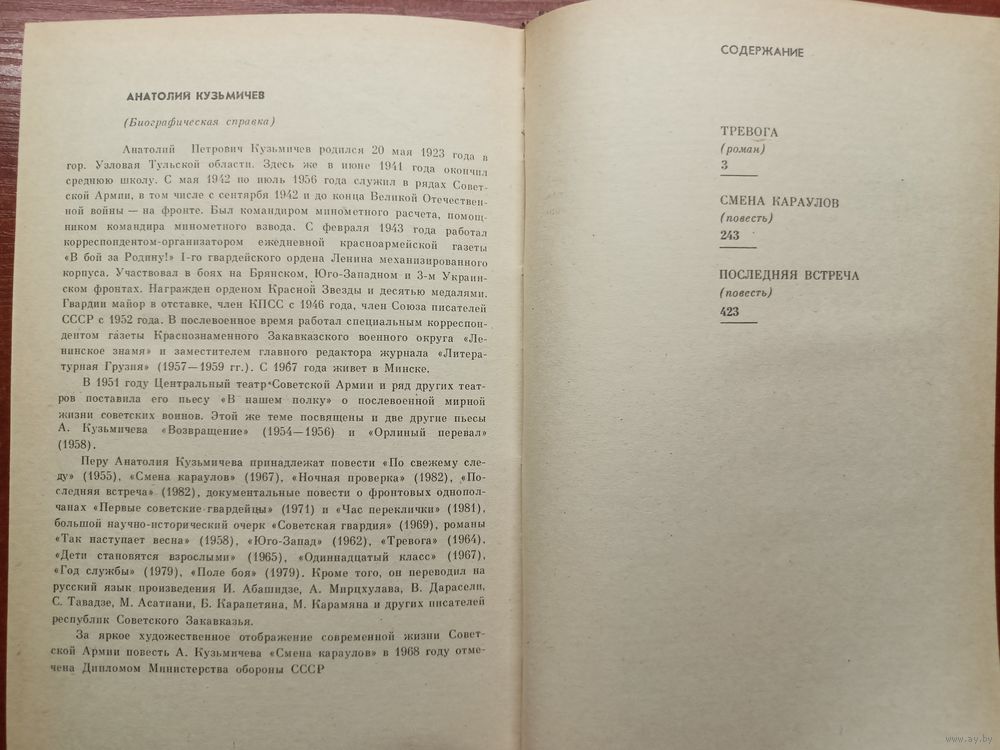 АНАТОЛИЙ КУЗЬМИЧЕВ
(Биографическая справка)
Анатолий Петрович Кузьмичев родился 20 мая 1923 года в
гор. Узловая Тульской области. Здесь же в июне 1941 года окончил
среднюю школу. С мая 1942 по июль 1956 года служил в рядах Совет-
ской Армии, в том числе с сентярбя 1942 и до конца Великой Отечествен-
ной войны — на фронте. Был командиром минометного расчета, помощ-
ником командира минометного взвода. С февраля 1943 года работал
корреспондентом-организатором ежедневной красноармейской газеты
«В бой за Родину!» I-го гвардейского ордена Ленина механизированного
корпуса. Участвовал в боях на Брянском, Юго-Западном и 3-м Украин-
ском фронтах. Награжден орденом Красной Звезды и десятью медалями.
Гвардии майор в отставке, член КПСС с 1946 года, член Союза писателей
СССР с 1952 года. В послевоенное время работал специальным корреспон-
дентом газеты Краснознаменного Закавказского военного округа «Ле-
нинское знамя» и заместителем главного редактора журнала «Литера-
турная Грузия» (1957—1959 гг.). С 1967 года живет в Минске.
В 1951 году Центральный театр Советской Армии и ряд других теат-
ров поставила его пьесу «В нашем полку» о послевоенной мирной
жизни советских воинов. Этой же теме посвящены и две другие пьесы
А. Кузьмичева «Возвращение» (1954—1956) и «Орлиный перевал»
(1958).
Перу Анатолия Кузьмичева принадлежат повести «По свежему сле-
ду» (1955), «Смена караулов» (1967), «Ночная проверка» (1982), «По-
следняя встреча» (1982), документальные повести о фронтовых однопол-
чанах «Первые советские гвардейцы» (1971) и «Час переклички» (1981),
большой научно-исторический очерк «Советская гвардия» (1969), романы
«Так наступает весна» (1958), «Юго-Запад» (1962), «Тревога» (1964),
«Дети становятся взрослыми» (1965), «Одиннадцатый класс» (1967),
«Год службы» (1979), «Поле боя» (1979). Кроме того, он переводил на
русский язык произведения И. Абашидзе, А. Мирцхулава, В. Дарасели,
С. Тавадзе, М. Асатиани, Б. Карапетяна, М. Карамяна и других писателей
республик Советского Закавказья.
За яркое художественное отображение современной жизни Совет-
ской Армии повесть А. Кузьмичева «Смена караулов» в 1968 году отме-
чена Дипломом Министерства обороны СССР
СОДЕРЖАНИЕ
ТРЕВОГА
(роман)
3
СМЕНА КАРАУЛОВ
(повесть)
243
ПОСЛЕДНЯЯ ВСТРЕЧА
(повесть)
423
www.ay.by